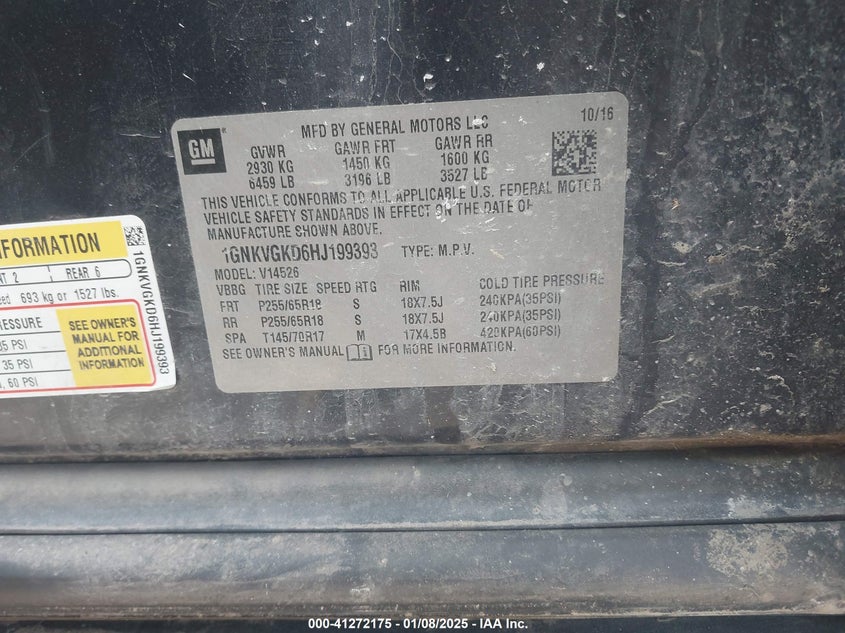 GM
MFD BY GENERAL MOTORS LLC
10/16
GVWR GAWR FRT GAWR RR
2930 KG 1450 KG 1600 KG
6459 LB 3196 LB 3527 LB
THIS VEHICLE CONFORMS TO ALL APPLICABLE U.S. FEDERAL MOTOR
VEHICLE SAFETY STANDARDS IN EFFECT ON THE DATE OF
MANUFACTURE SHOWN ABOVE.
1GNKVGKD6HJ199393 TYPE: M.P.V.
MODEL: V14526
VBBG TIRE SIZE SPEED RTG RIM COLD TIRE PRESSURE
FRT P255/65R18 S 18X7.5J 240KPA(35PSI)
RR P255/65R18 S 18X7.5J 240KPA(35PSI)
SPA T145/70R17 M 17X4.5B 420KPA(60PSI)
SEE OWNER'S MANUAL FOR MORE INFORMATION.
NFORMATION
2 REAR 6
693 kg or 1527 lbs.
RESSURE
35 PSI
35 PSI
60 PSI
SEE OWNER'S
MANUAL FOR
ADDITIONAL
INFORMATION
1GNKVGKD6HJ199393
000-41272175 - 01/08/2025 - IAA Inc.